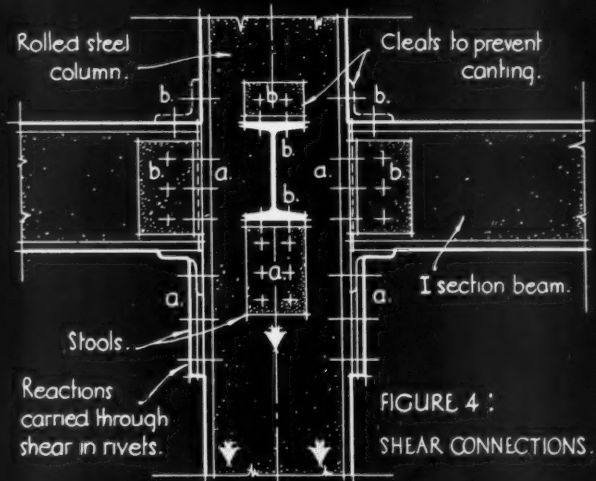 Rolled steel
column.
Cleats to prevent
canting.
b.
b
b.
b.
a.
b.
b.
a.
b.
a.
a
a.
I section beam.
Stools.
Reactions
carried through
shear in rivets.
FIGURE 4 :
SHEAR CONNECTIONS.